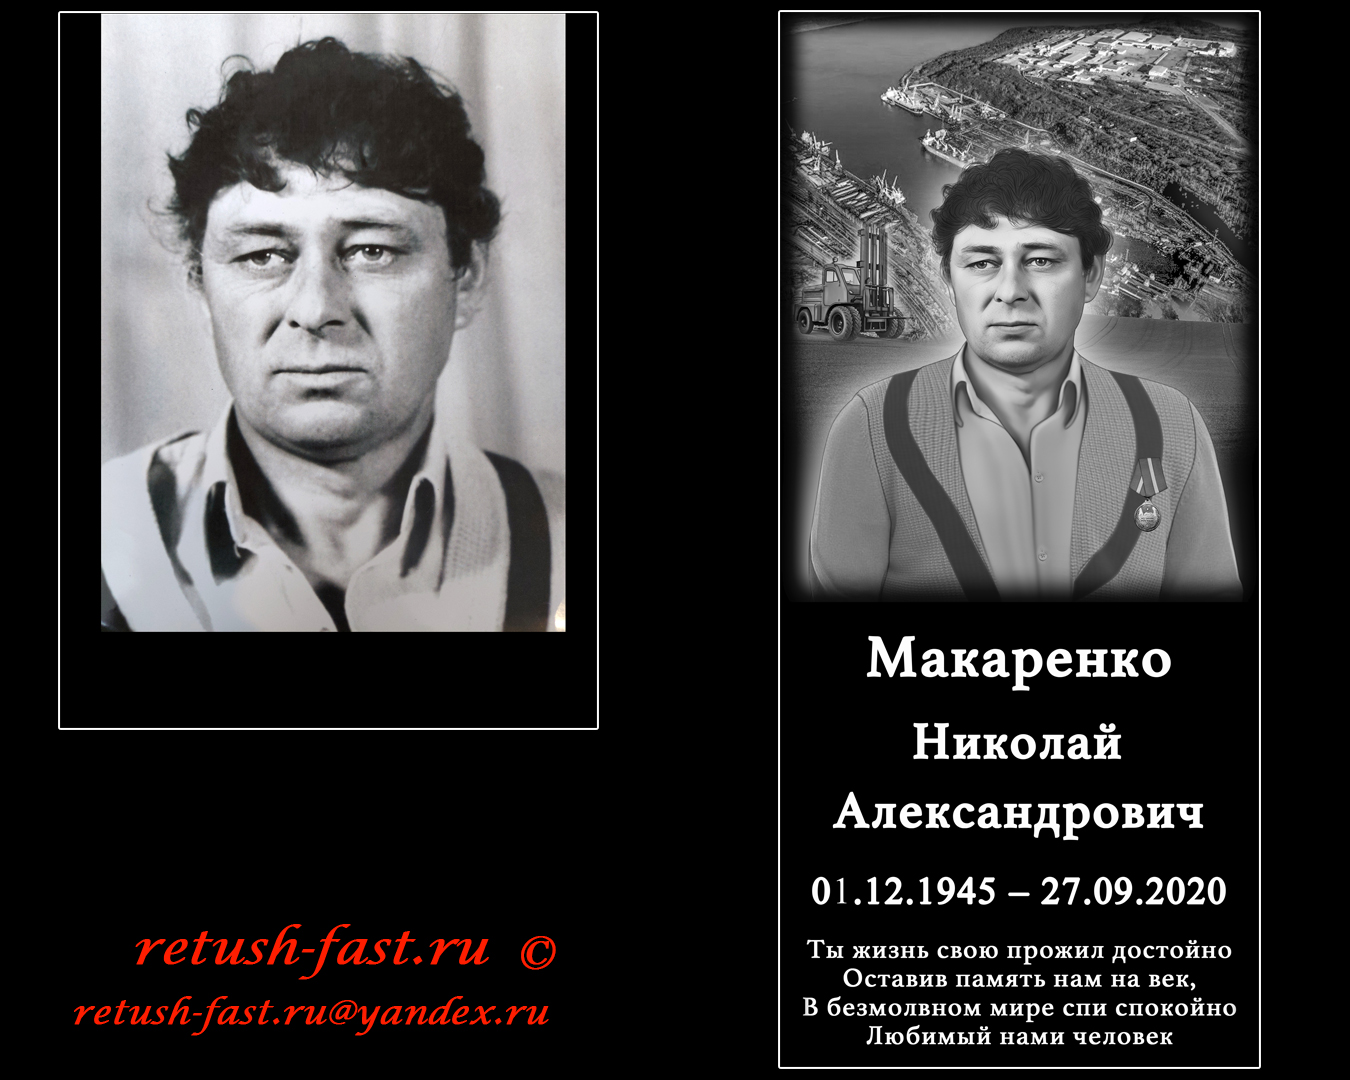 Макаренко
Николай
Александрович
01.12.1945 – 27.09.2020
Ты жизнь свою прожил достойно
Оставив память нам на век,
В безмолвном мире спи спокойно
Любимый нами человек
retush-fast.ru ©
retush-fast.ru@yandex.ru